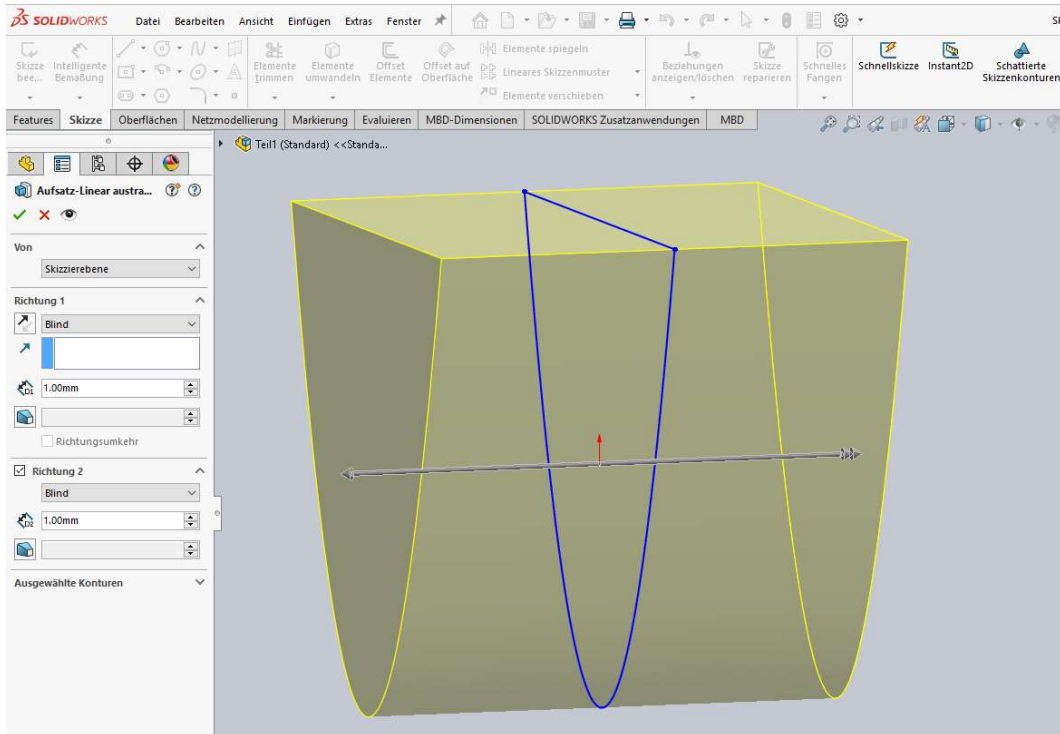 SOLIDWORKS Datei Bearbeiten Ansicht Einfügen Extras Fenster
Skizze bee...
Intelligente Bemaßung
Elemente trimmen
Elemente umwandeln
Offset Elemente
Offset auf Oberfläche
Elemente spiegeln
Lineares Skizzenmuster
Elemente verschieben
Beziehungen anzeigen/löschen
Skizze reparieren
Schnelles Fangen
Schnellskizze
Instant2D
Schattierte Skizzenkonturen
Features Skizze Oberflächen Netzmodellierung Markierung Evaluieren MBD-Dimensionen SOLIDWORKS Zusatzanwendungen MBD
Teil1 (Standard) <<Standa...
Aufsatz-Linear austra...
Von
Skizzierebene
Richtung 1
Blind
D1 1.00mm
Richtungsumkehr
Richtung 2
Blind
D2 1.00mm
Ausgewählte Konturen